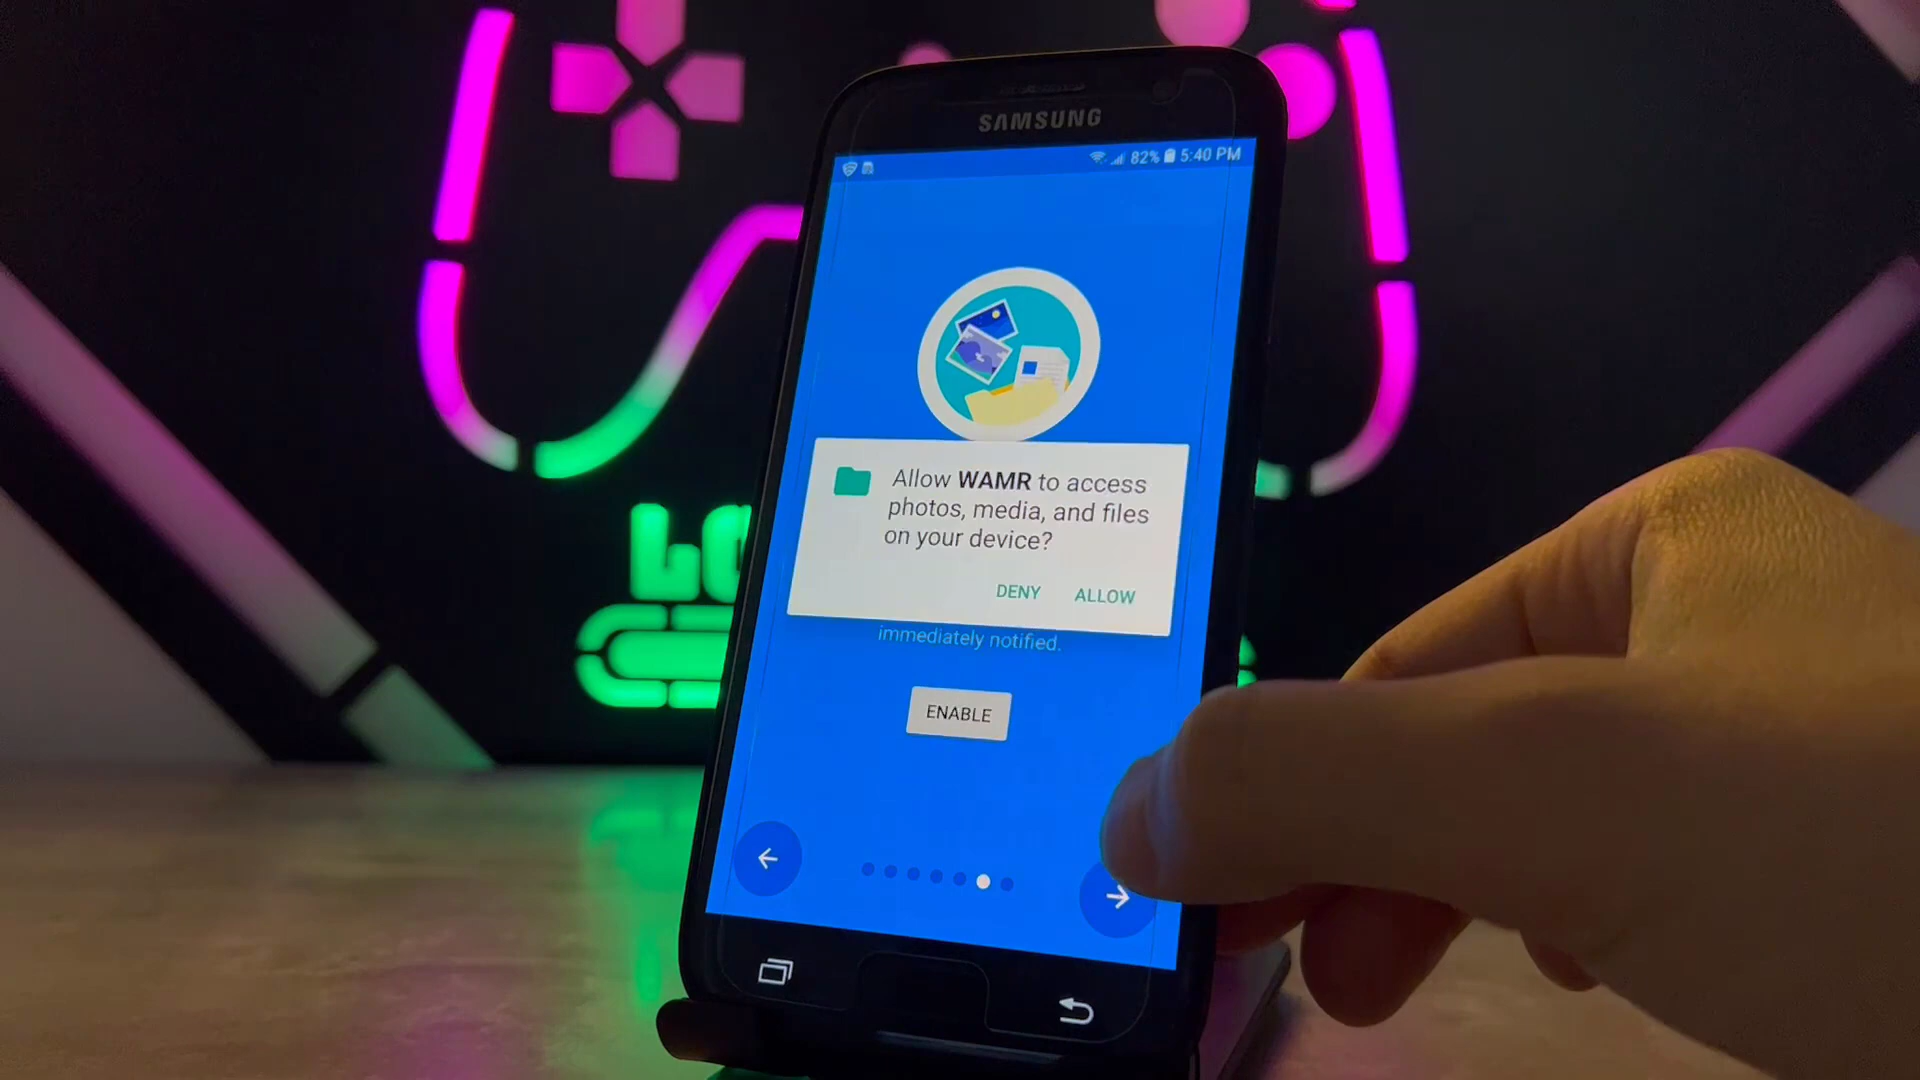 SAMSUNG
82% 5:40 PM
Allow WAMR to access
photos, media, and files
on your device?
DENY ALLOW
immediately notified.
ENABLE